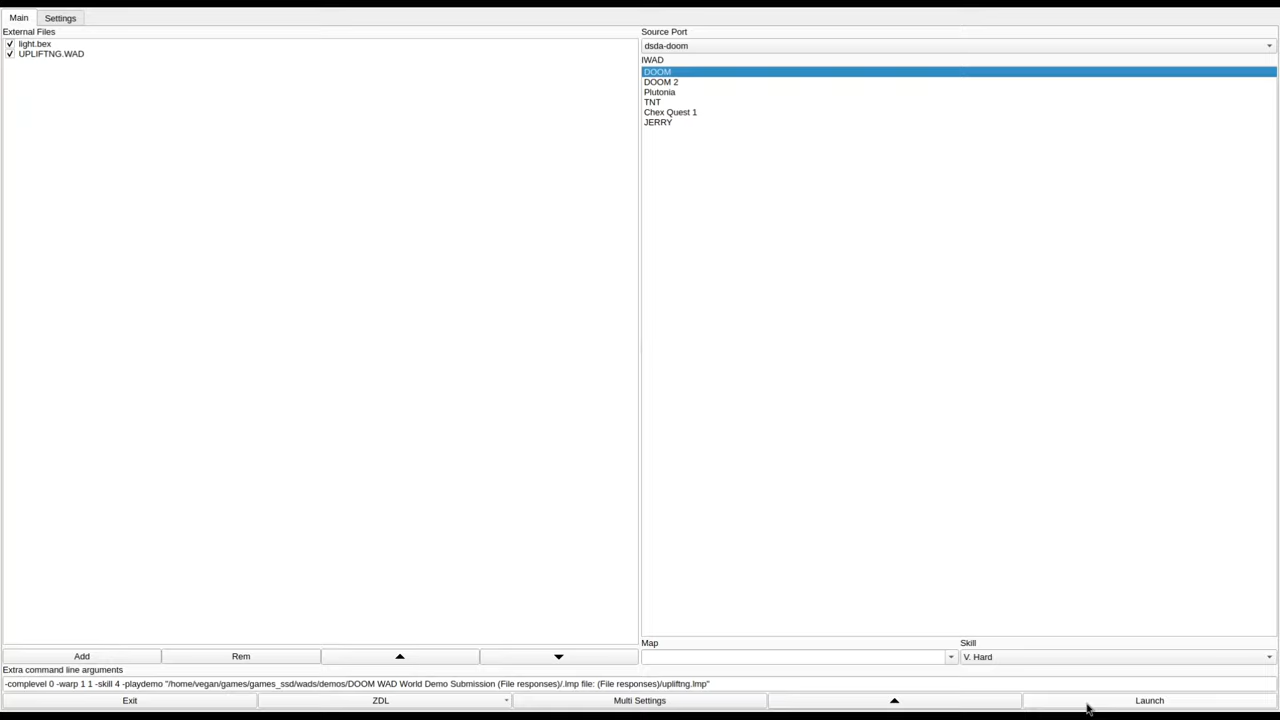 Main Settings
External Files
light.bex
UPLIFTNG.WAD
Source Port
dsda-doom
IWAD
DOOM
DOOM 2
Plutonia
TNT
Chex Quest 1
JERRY
Map
Skill
V. Hard
Add Rem
Extra command line arguments
-complevel 0 -warp 1 1 -skill 4 -playdemo "/home/vegan/games/games_ssd/wads/demos/DOOM WAD World Demo Submission (File responses)/.lmp file: (File responses)/upliftng.lmp"
Exit ZDL Multi Settings Launch